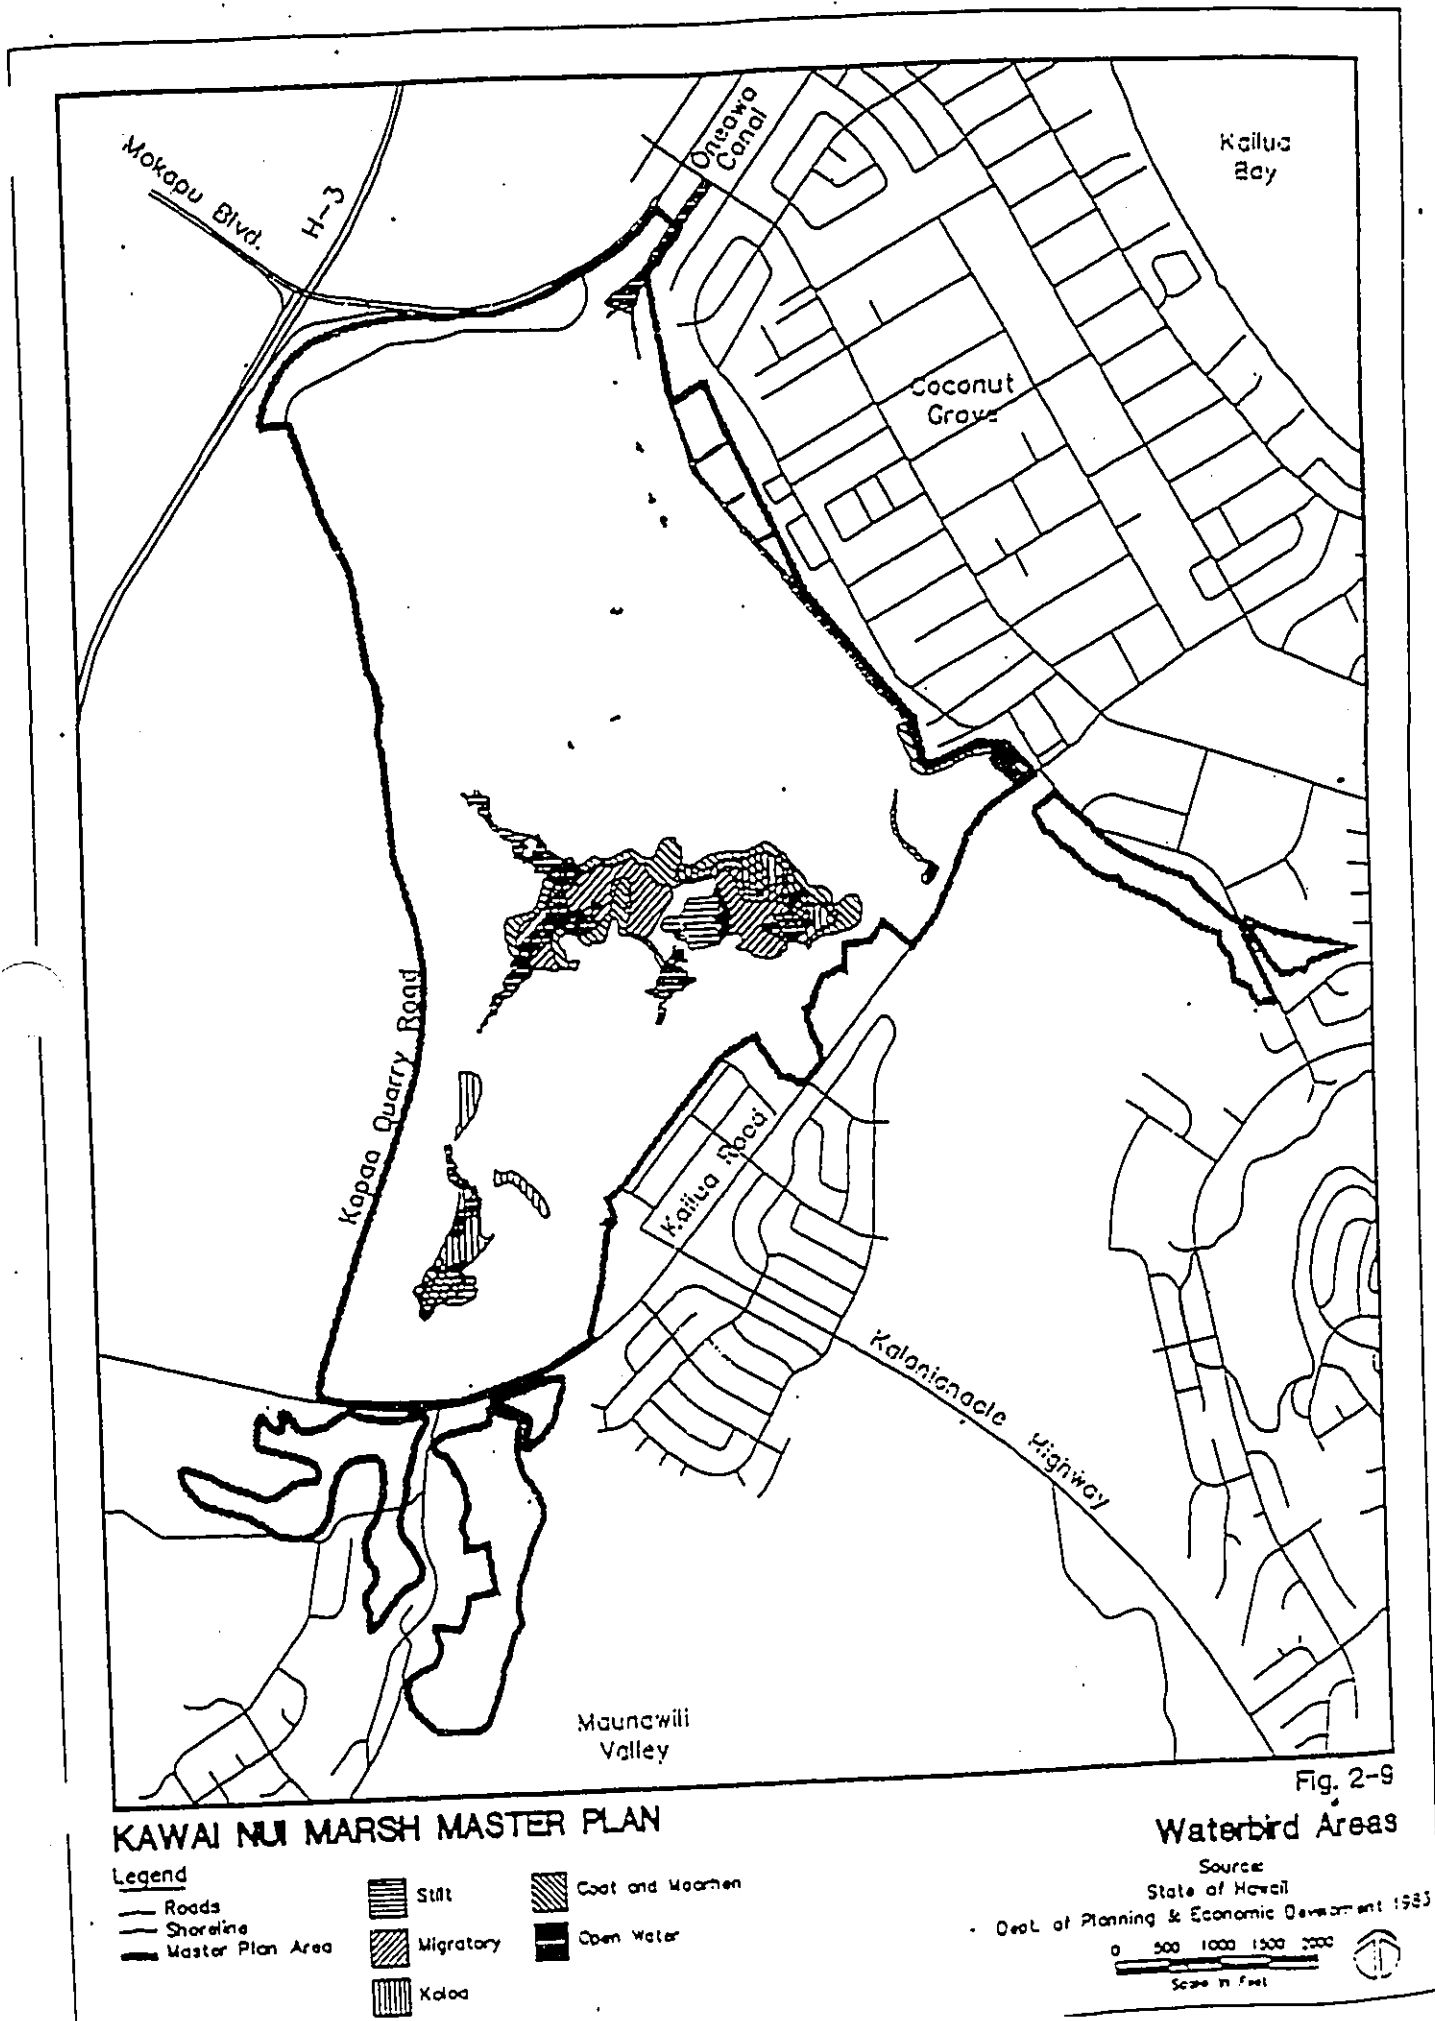 Mokapu Blvd.
H-3
Oneawa
Canal
Kailua
Bay
Coconut
Grove
Kapaa Quarry Road
Kailua Road
Kalanianaole Highway
Maunawili
Valley
Fig. 2-9
KAWAI NUI MARSH MASTER PLAN
Waterbird Areas
Legend
Roads
Shoreline
Master Plan Area
Stilt
Migratory
Koloa
Coot and Moorhen
Open Water
Source:
State of Hawaii
Dept. of Planning & Economic Development 1983
0 500 1000 1500 2000
Scale in Feet